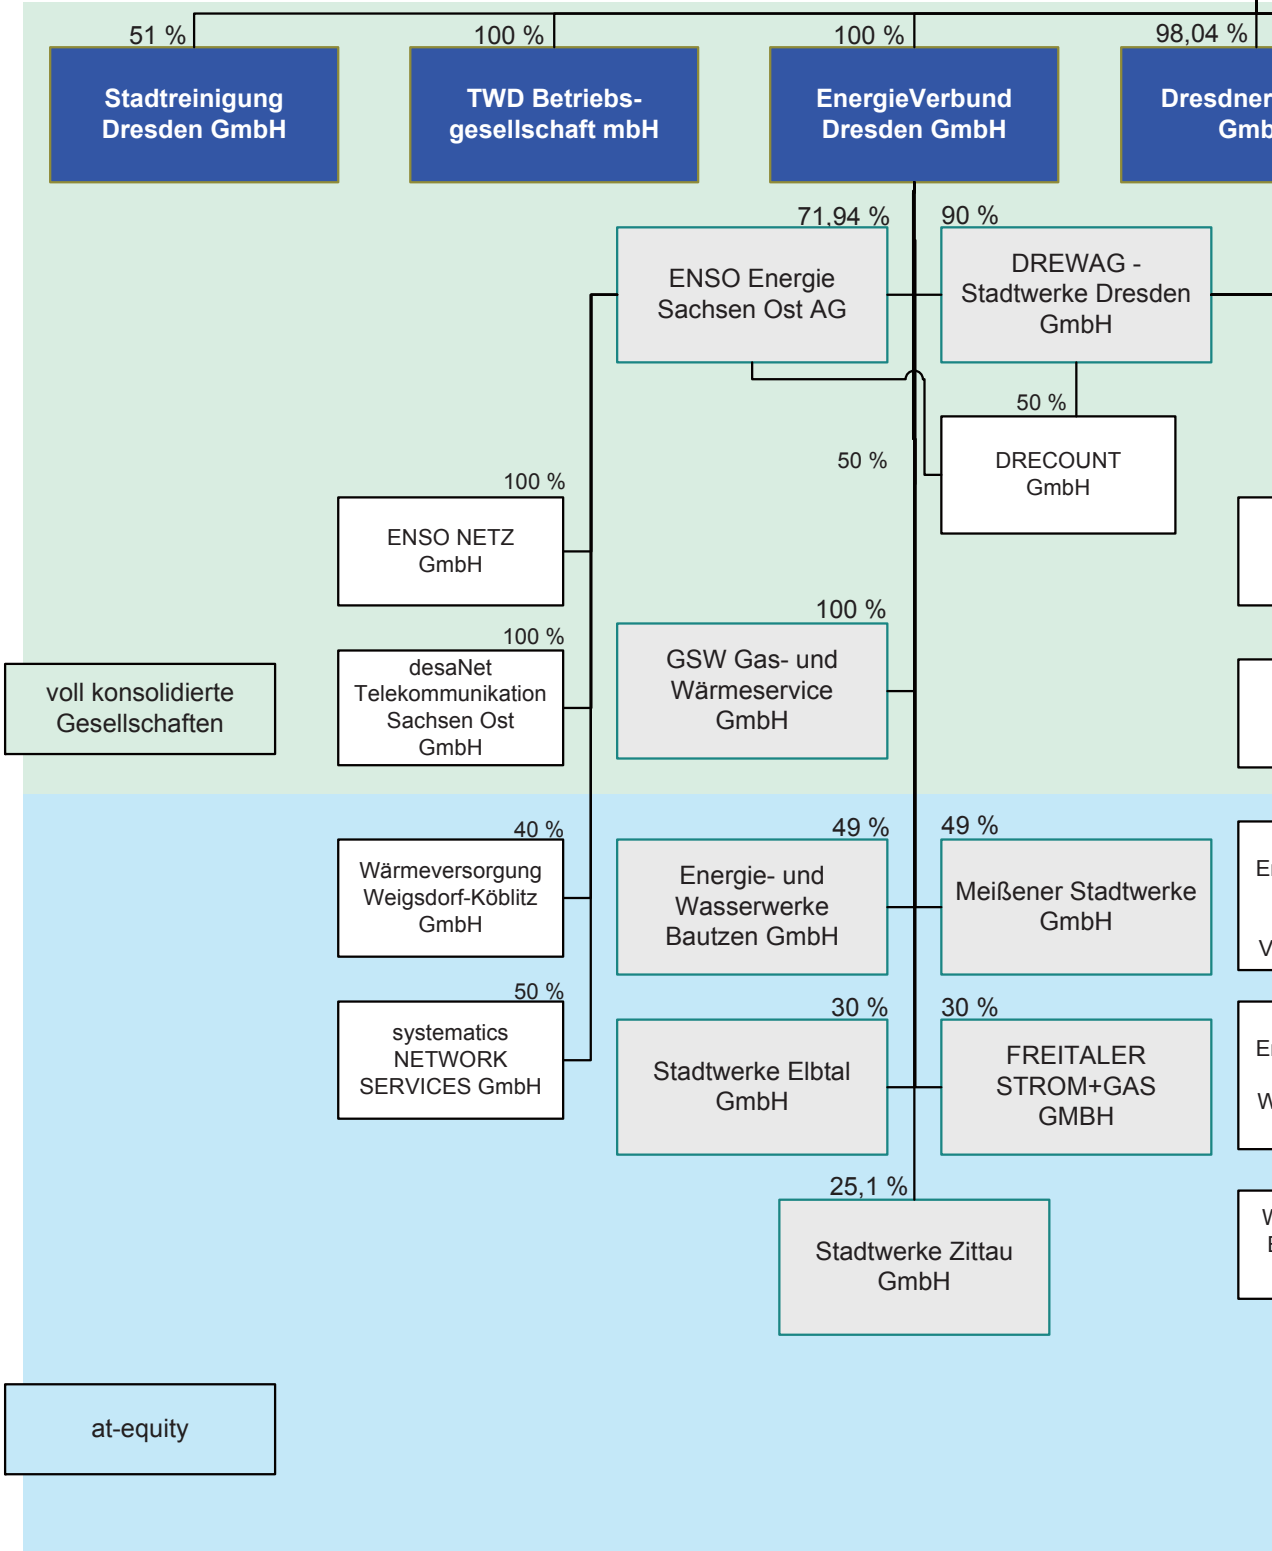 51 %
100 %
100 %
98,04 %
Stadtreinigung
Dresden GmbH
TWD Betriebs-
gesellschaft mbH
EnergieVerbund
Dresden GmbH
Dresdner
71,94 %
90 %
ENSO Energie
Sachsen Ost AG
DREWAG -
Stadtwerke Dresden
GmbH
50 %
50 %
DRECOUNT
GmbH
100 %
ENSO NETZ
GmbH
100 %
GSW Gas- und
Wärmeservice
GmbH
100 %
desaNet
Telekommunikation
Sachsen Ost
GmbH
voll konsolidierte
Gesellschaften
40 %
Wärmeversorgung
Weigsdorf-Köblitz
GmbH
49 %
Energie- und
Wasserwerke
Bautzen GmbH
49 %
Meißener Stadtwerke
GmbH
50 %
systematics
NETWORK
SERVICES GmbH
30 %
Stadtwerke Elbtal
GmbH
30 %
FREITALER
STROM+GAS
GMBH
25,1 %
Stadtwerke Zittau
GmbH
at-equity